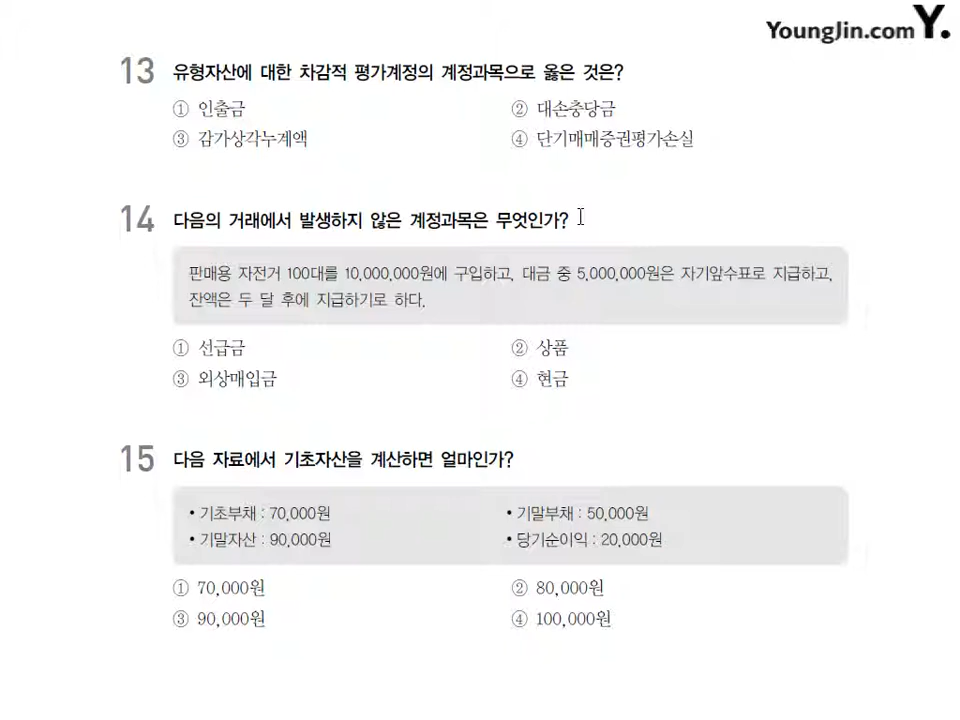 YoungJin.com Y.
13 유형자산에 대한 차감적 평가계정의 계정과목으로 옳은 것은?
① 인출금 ② 대손충당금
③ 감가상각누계액 ④ 단기매매증권평가손실
14 다음의 거래에서 발생하지 않은 계정과목은 무엇인가?
판매용 자전거 100대를 10,000,000원에 구입하고, 대금 중 5,000,000원은 자기앞수표로 지급하고,
잔액은 두 달 후에 지급하기로 하다.
① 선급금 ② 상품
③ 외상매입금 ④ 현금
15 다음 자료에서 기초자산을 계산하면 얼마인가?
• 기초부채 : 70,000원 • 기말부채 : 50,000원
• 기말자산 : 90,000원 • 당기순이익 : 20,000원
① 70,000원 ② 80,000원
③ 90,000원 ④ 100,000원